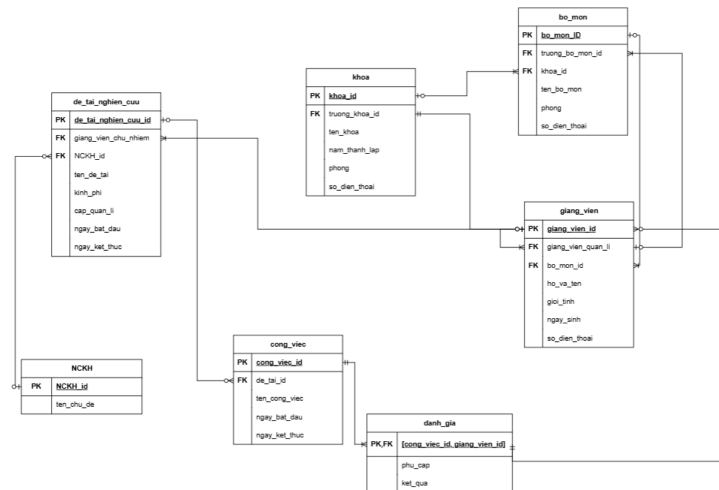 bo_mon
PK bo_mon_ID
FK truong_bo_mon_id
FK khoa_id
ten_bo_mon
phong
so_dien_thoai
khoa
PK khoa_id
FK truong_khoa_id
ten_khoa
nam_thanh_lap
phong
so_dien_thoai
de_tai_nghien_cuu
PK de_tai_nghien_cuu_id
FK giang_vien_chu_nhiem
FK NCKH_id
ten_de_tai
kinh_phi
cap_quan_li
ngay_bat_dau
ngay_ket_thuc
giang_vien
PK giang_vien_id
FK giang_vien_quan_li
FK bo_mon_id
ho_va_ten
gioi_tinh
ngay_sinh
so_dien_thoai
cong_viec
PK cong_viec_id
FK de_tai_id
ten_cong_viec
ngay_bat_dau
ngay_ket_thuc
NCKH
PK NCKH_id
ten_chu_de
danh_gia
PK,FK [cong_viec_id, giang_vien_id]
phu_cap
ket_qua